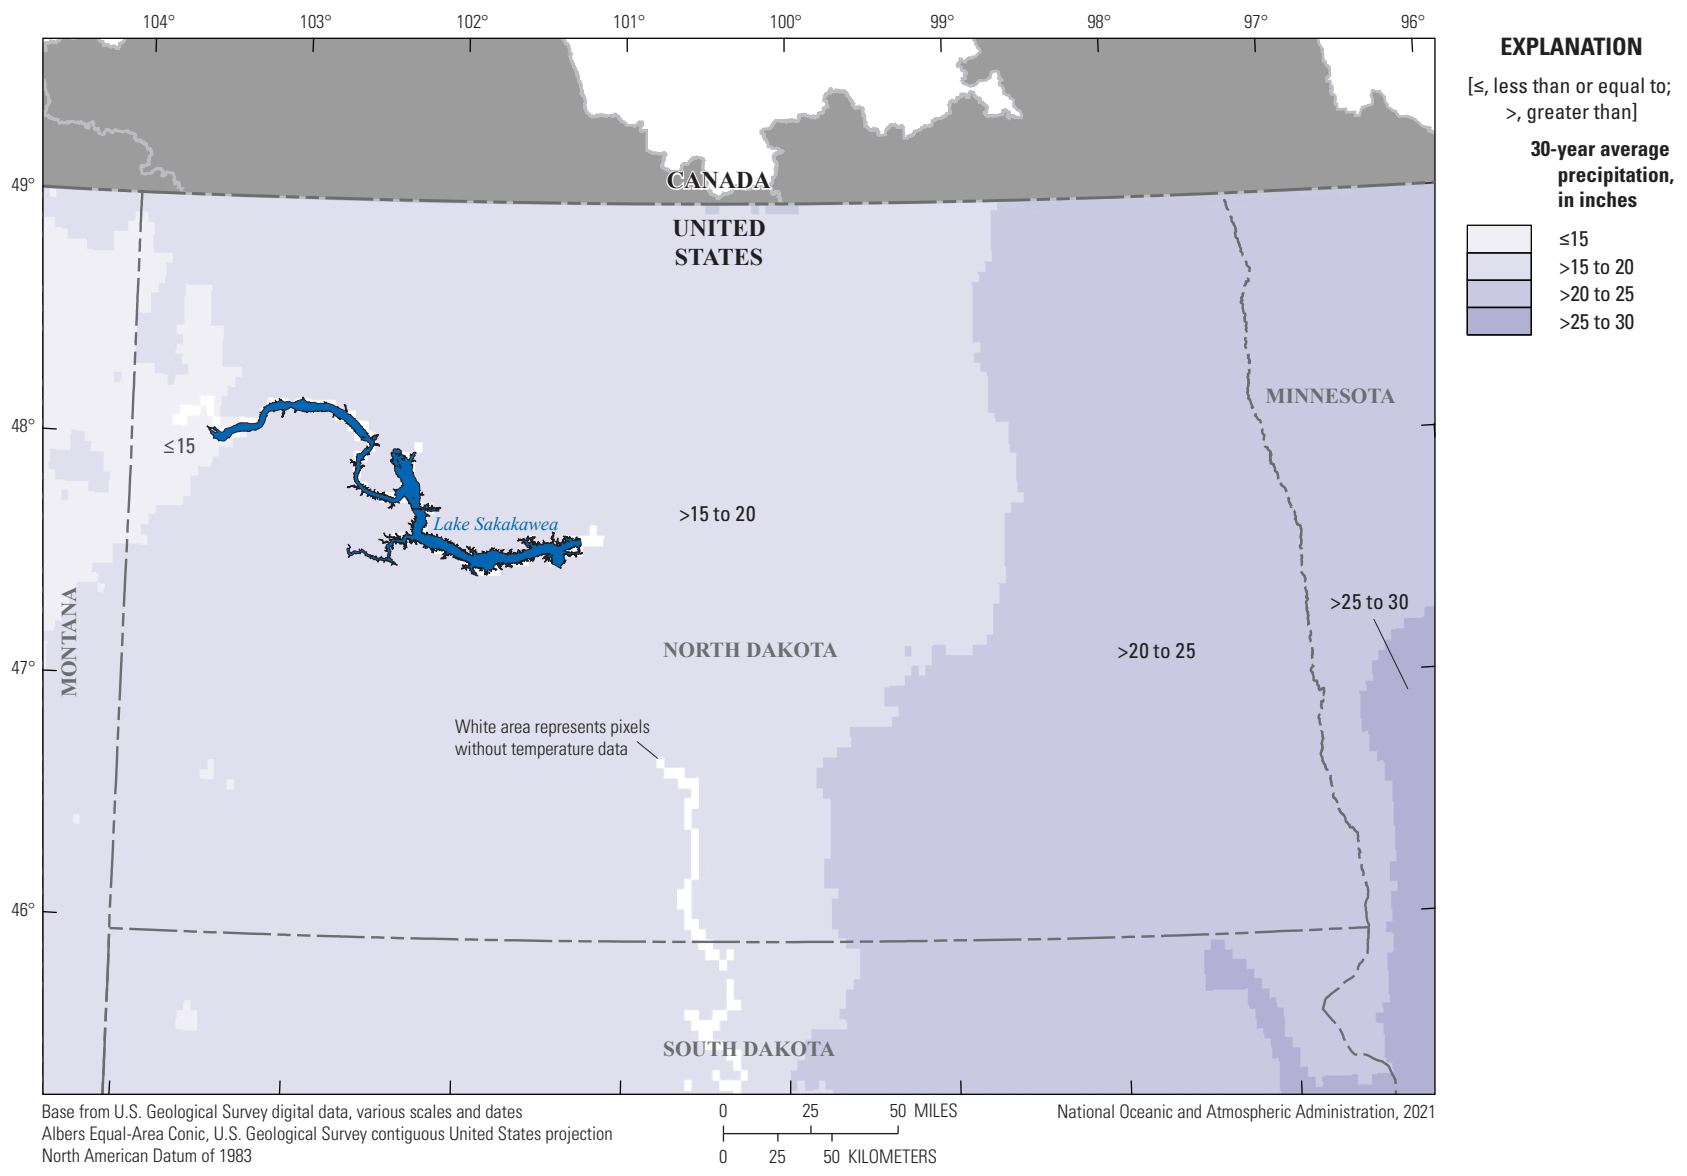 104° 103° 102° 101° 100° 99° 98° 97° 96°
EXPLANATION
[≤, less than or equal to;
>, greater than]
30-year average
precipitation,
in inches
≤15
>15 to 20
>20 to 25
>25 to 30
49°
CANADA
UNITED
STATES
MINNESOTA
48°
≤ 15
>15 to 20
Lake Sakakawea
MONTANA
>25 to 30
NORTH DAKOTA
>20 to 25
47°
White area represents pixels
without temperature data
46°
SOUTH DAKOTA
Base from U.S. Geological Survey digital data, various scales and dates
Albers Equal-Area Conic, U.S. Geological Survey contiguous United States projection
North American Datum of 1983
0 25 50 MILES
0 25 50 KILOMETERS
National Oceanic and Atmospheric Administration, 2021